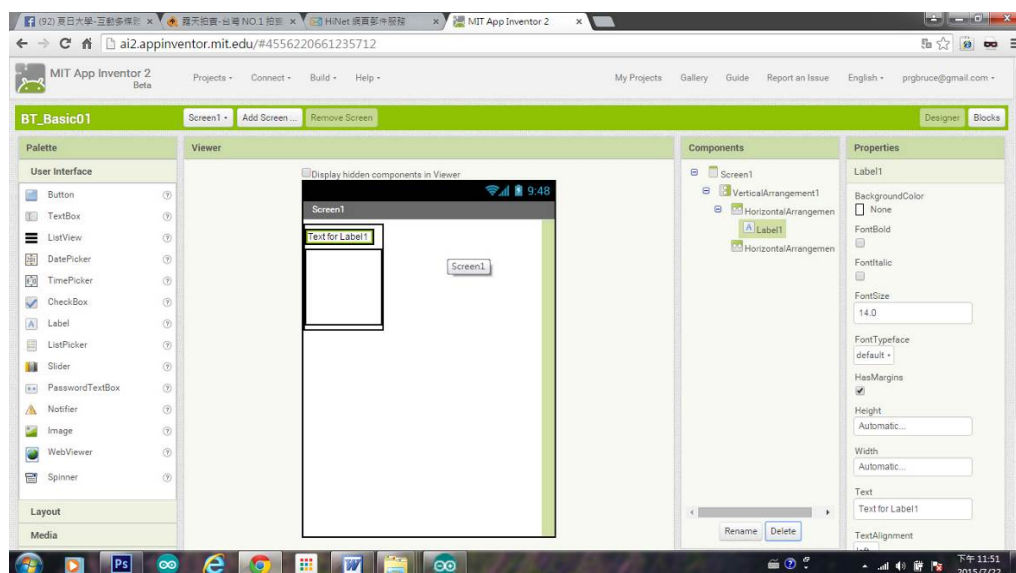 (92) 夏日大學-互動多媒
露天拍賣-台灣 NO.1 拍賣
HiNet 網頁郵件服務
MIT App Inventor 2
ai2.appinventor.mit.edu/#4556220661235712
MIT App Inventor 2
Beta
Projects Connect Build Help My Projects Gallery Guide Report an Issue English prgbruce@gmail.com
BT_Basic01 Screen1 Add Screen ... Remove Screen Designer Blocks
Palette Viewer Components Properties
User Interface
Button
TextBox
ListView
DatePicker
TimePicker
CheckBox
Label
ListPicker
Slider
PasswordTextBox
Notifier
Image
WebViewer
Spinner
Layout
Media
Display hidden components in Viewer
9:48
Screen1
Text for Label1
Screen1
Screen1
VerticalArrangement1
HorizontalArrangemen
Label1
HorizontalArrangemen
Rename Delete
Label1
BackgroundColor
None
FontBold
FontItalic
FontSize
14.0
FontTypeface
default
HasMargins
Height
Automatic...
Width
Automatic...
Text
Text for Label1
TextAlignment
left
Ps
下午 11:51
2015/7/22